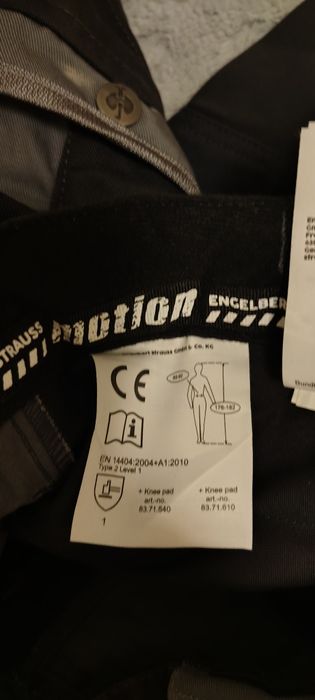 STRAUSS
motion
ENGELBER
Strauss GmbH & Co. KG
CE
176-182
i
EN 14404:2004+A1:2010
Type 2 Level 1
+ Knee pad
art.-no.
83.71.640
+ Knee pad
art.-no.
83.71.610
1